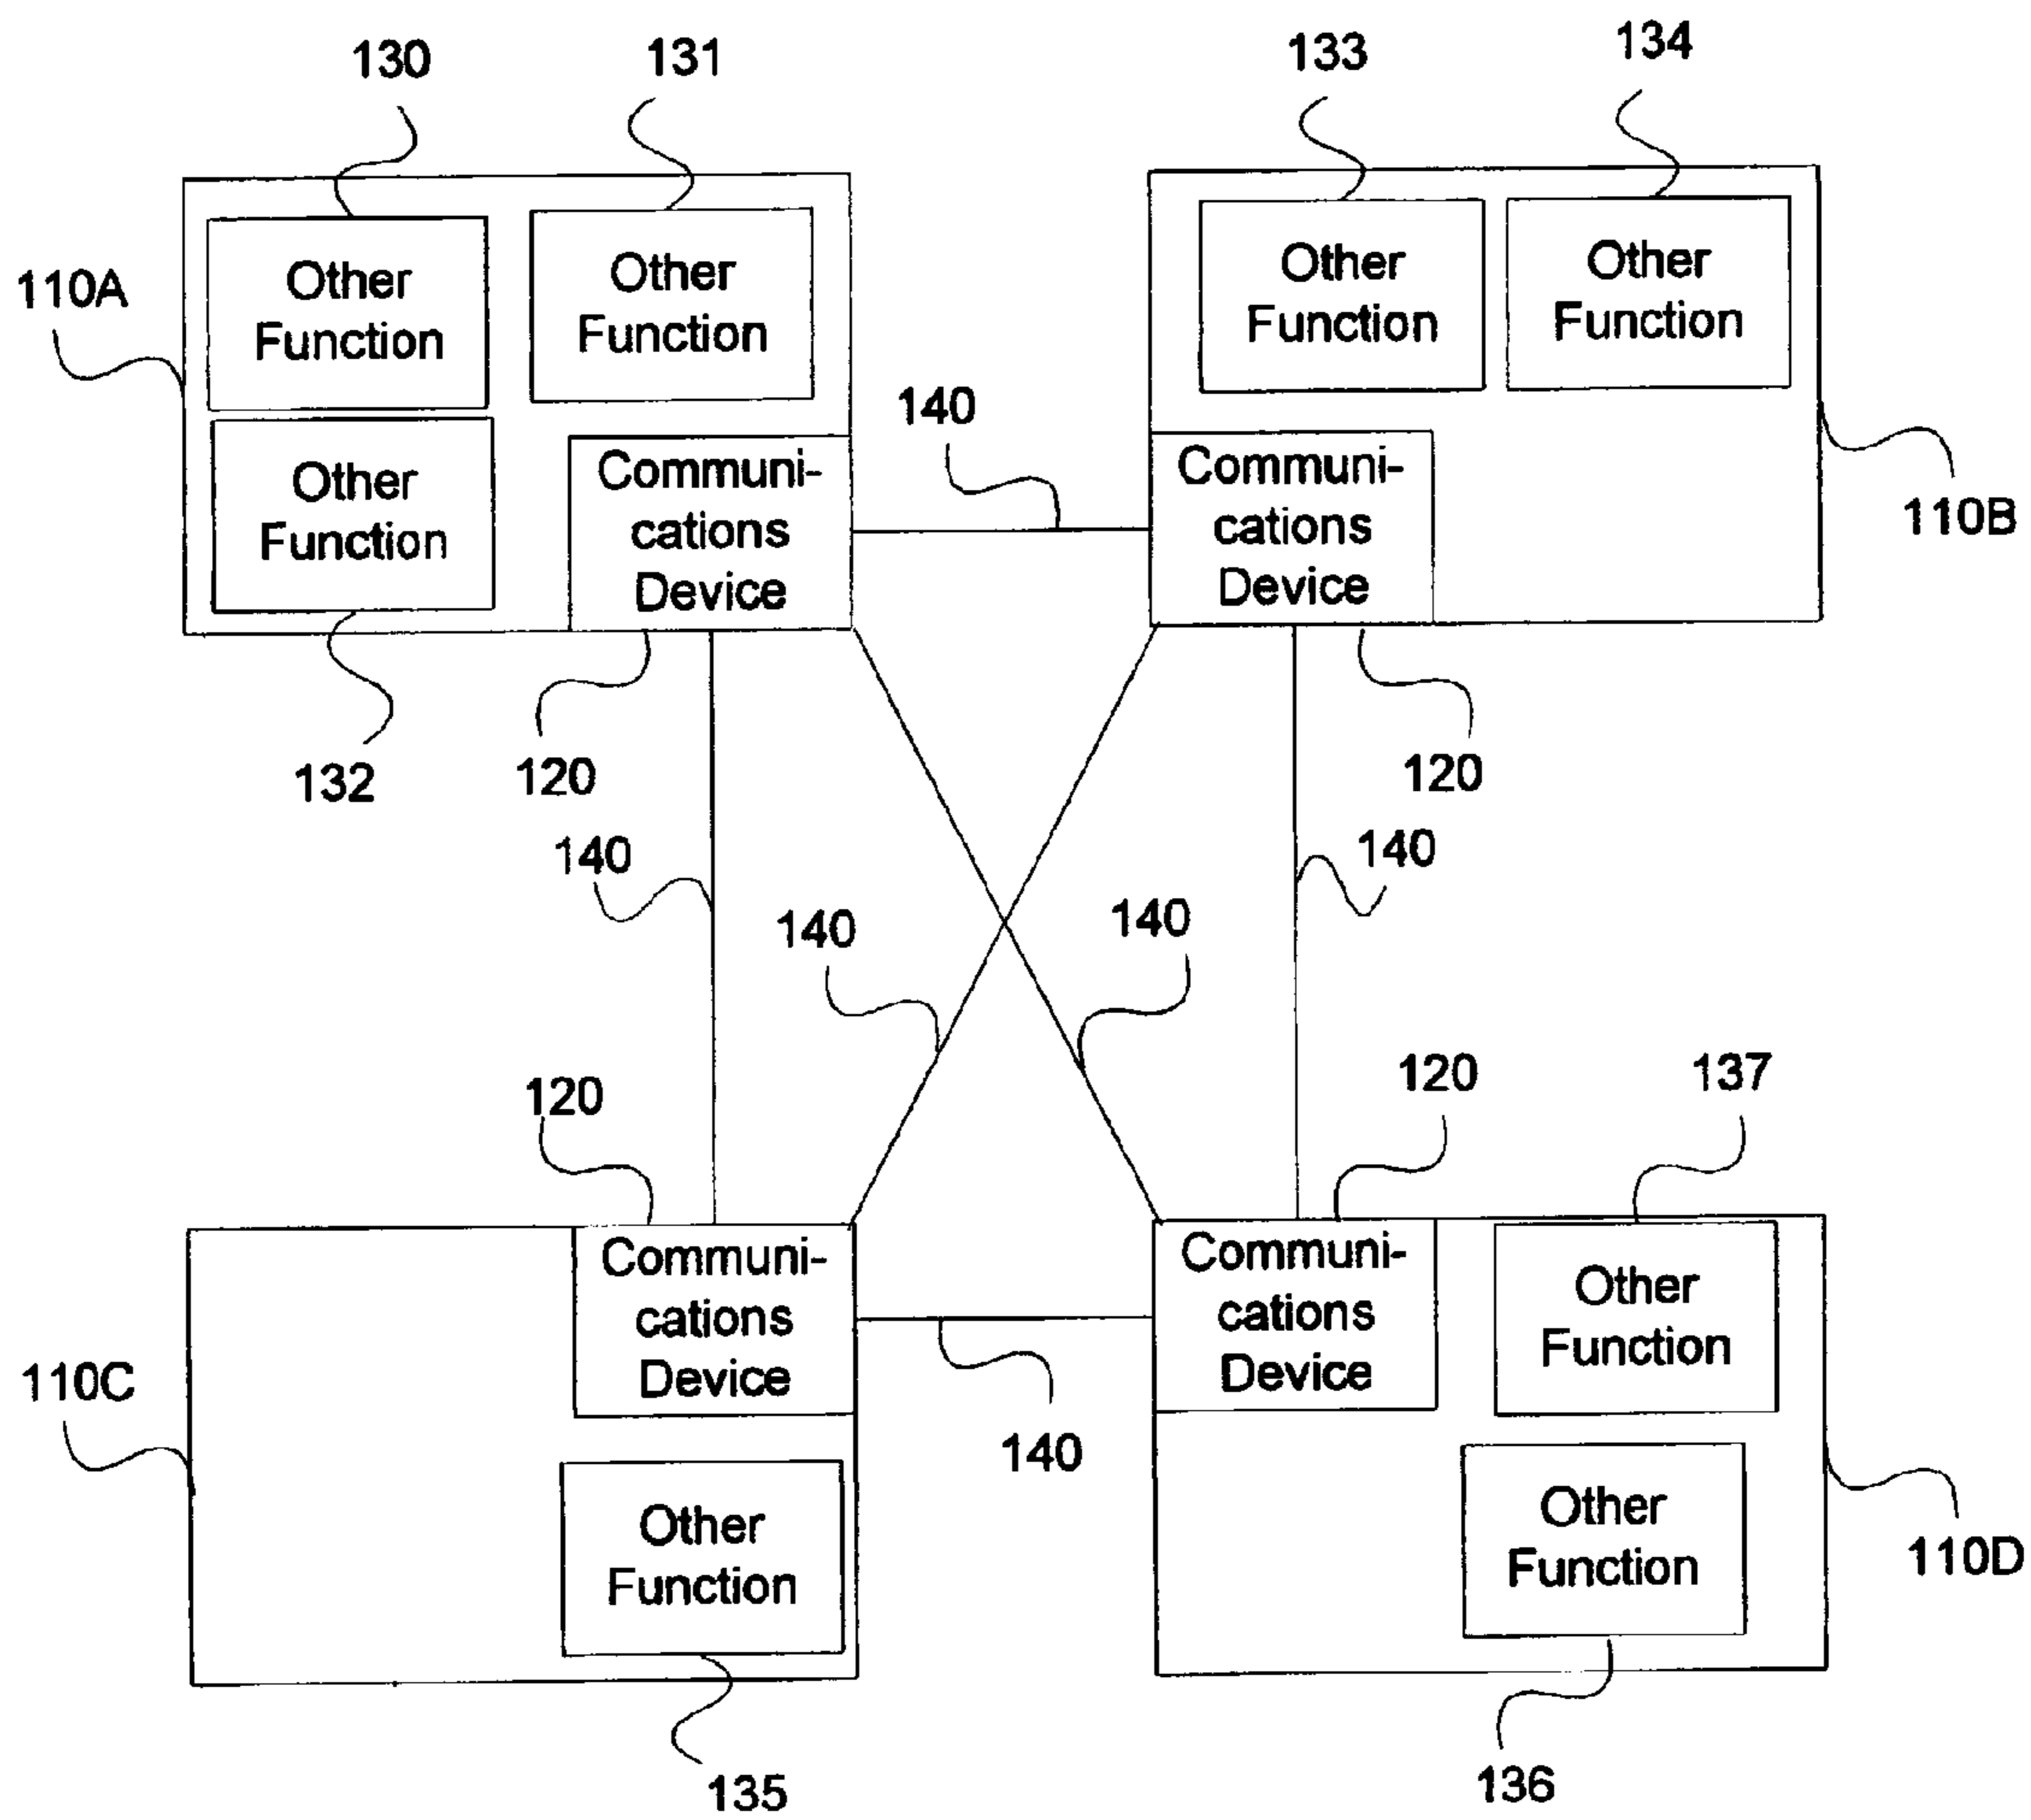 130
131
133
134
110A
Other
Function
Other
Function
Other
Function
Other
Function
140
Other
Function
Communi-
cations
Device
Communi-
cations
Device
110B
132
120
120
140
140
140
140
120
120
137
110C
Communi-
cations
Device
Communi-
cations
Device
Other
Function
140
Other
Function
Other
Function
110D
135
136